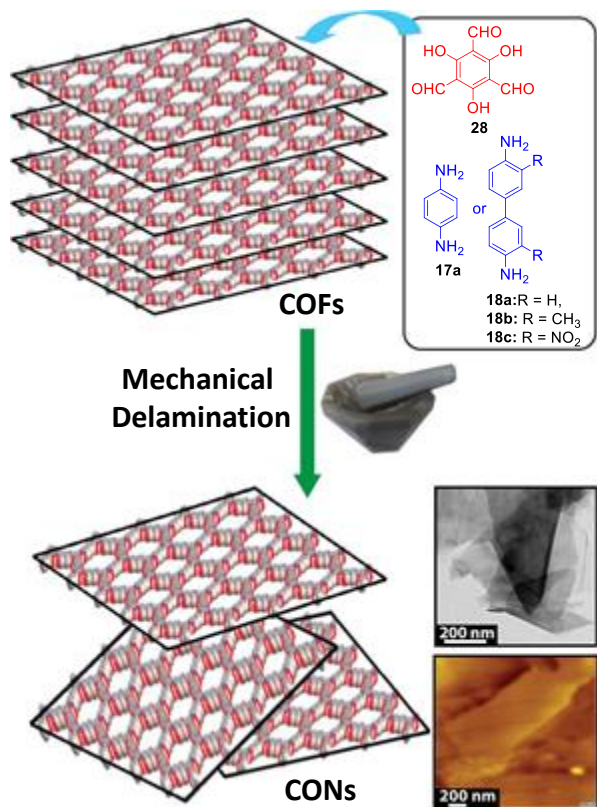 CHO
HO
OH
OHC
CHO
OH
28
NH₂
NH₂
R
or
R
NH₂
17a
NH₂
18a:R = H,
18b: R = CH₃
18c: R = NO₂
COFs
Mechanical
Delamination
200 nm
200 nm
CONs